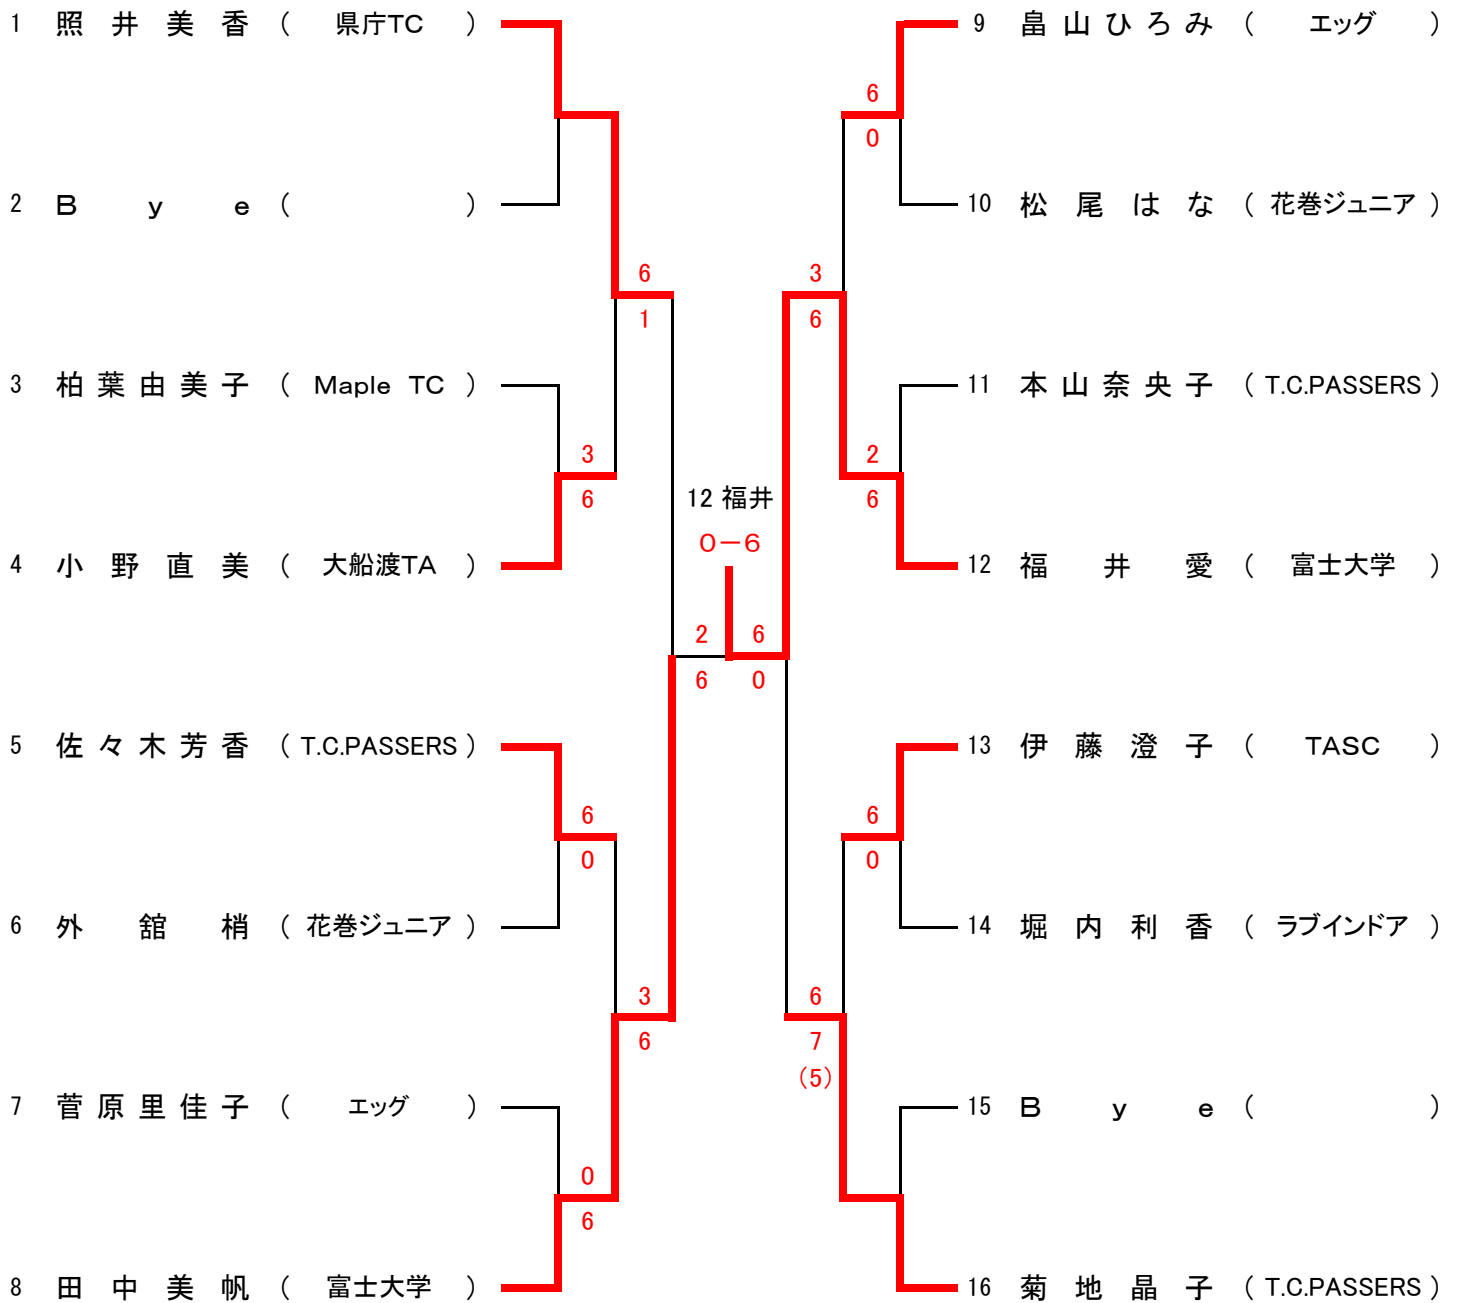 1 照井美香 ( 県庁TC )
9 畠山ひろみ ( エッグ )
6
0
2 Bye ( )
10 松尾はな ( 花巻ジュニア )
6
1
3
6
3 柏葉由美子 ( Maple TC )
11 本山奈央子 ( T.C.PASSERS )
3
6
2
6
12 福井
0－6
4 小野直美 ( 大船渡TA )
12 福井愛 ( 富士大学 )
2 6
6 0
5 佐々木芳香 ( T.C.PASSERS )
13 伊藤澄子 ( TASC )
6
0
6
0
6 外舘梢 ( 花巻ジュニア )
14 堀内利香 ( ラブインドア )
3
6
6
7
(5)
7 菅原里佳子 ( エッグ )
15 Bye ( )
0
6
8 田中美帆 ( 富士大学 )
16 菊地晶子 ( T.C.PASSERS )